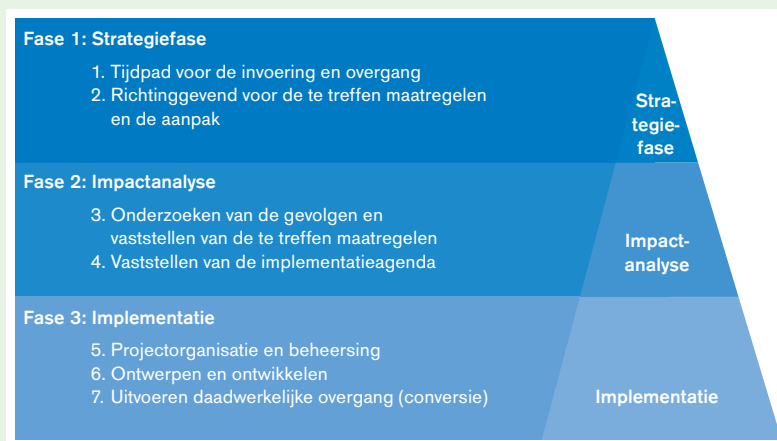 Fase 1: Strategiefase
1. Tijdpad voor de invoering en overgang
2. Richtinggevend voor de te treffen maatregelen
en de aanpak
Stra-
tegie-
fase
Fase 2: Impactanalyse
3. Onderzoeken van de gevolgen en
vaststellen van de te treffen maatregelen
4. Vaststellen van de implementatieagenda
Impact-
analyse
Fase 3: Implementatie
5. Projectorganisatie en beheersing
6. Ontwerpen en ontwikkelen
7. Uitvoeren daadwerkelijke overgang (conversie)
Implementatie